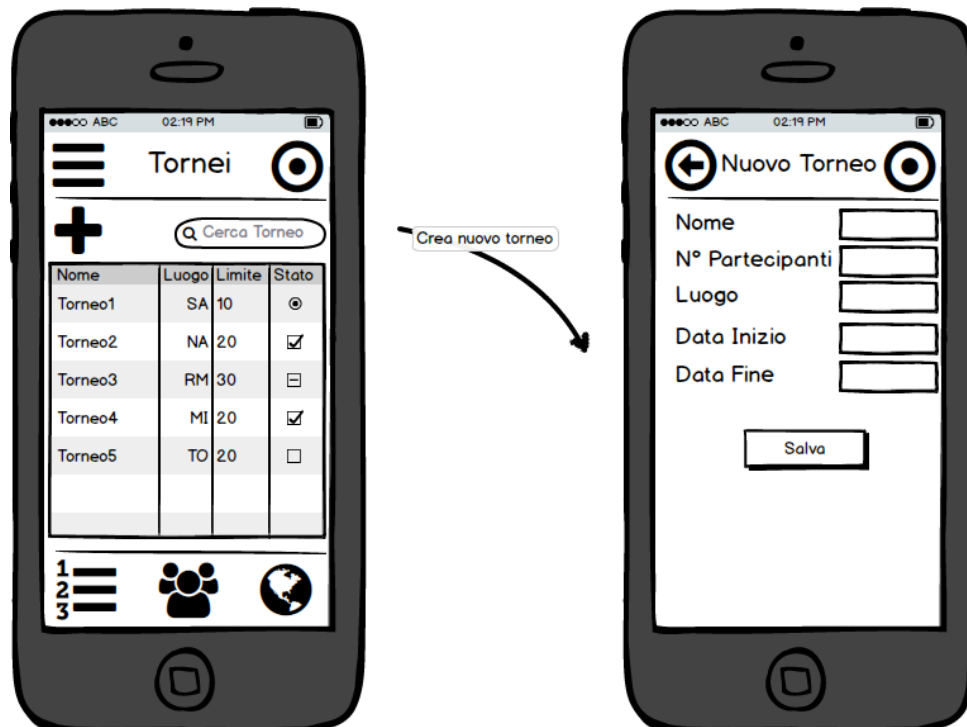 ABC 02:19 PM
Tornei
Cerca Torneo
Nome Luogo Limite Stato
Torneo1 SA 10
Torneo2 NA 20
Torneo3 RM 30
Torneo4 MI 20
Torneo5 TO 20
1
2
3
Crea nuovo torneo
ABC 02:19 PM
Nuovo Torneo
Nome
N° Partecipanti
Luogo
Data Inizio
Data Fine
Salva